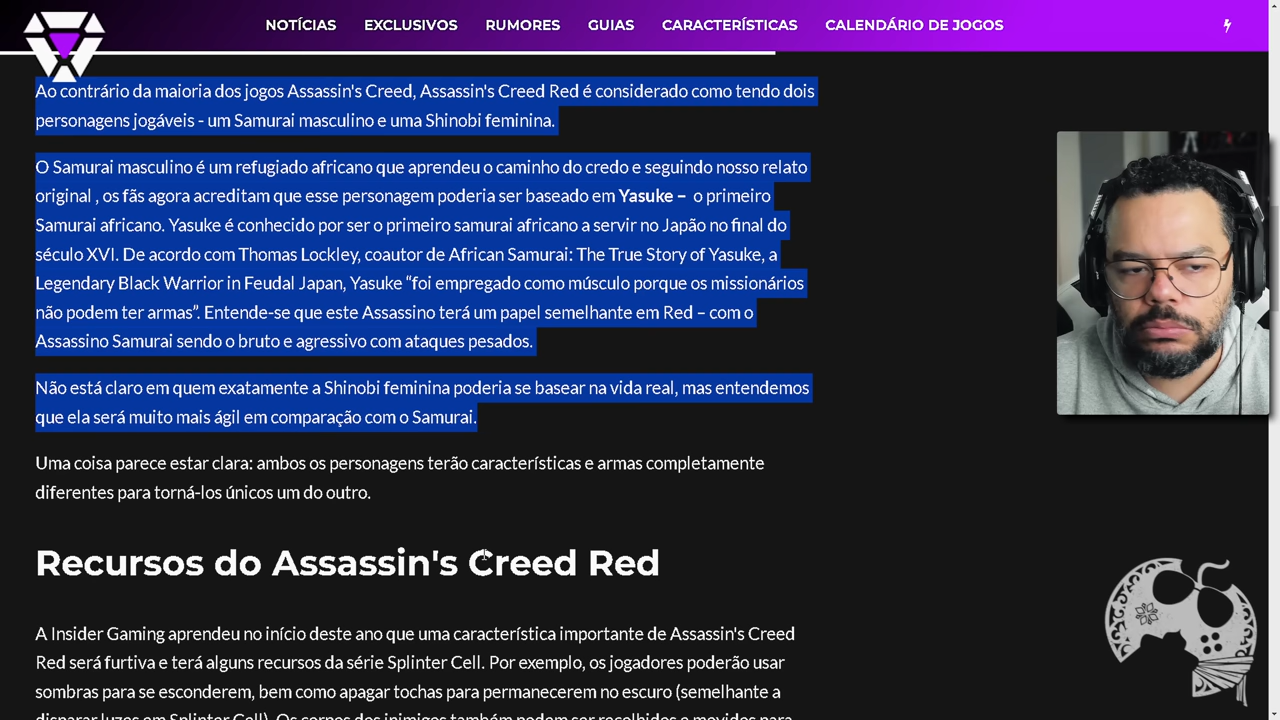 NOTÍCIAS EXCLUSIVOS RUMORES GUIAS CARACTERÍSTICAS CALENDÁRIO DE JOGOS
Ao contrário da maioria dos jogos Assassin's Creed, Assassin's Creed Red é considerado como tendo dois
personagens jogáveis - um Samurai masculino e uma Shinobi feminina.
O Samurai masculino é um refugiado africano que aprendeu o caminho do credo e seguindo nosso relato
original , os fãs agora acreditam que esse personagem poderia ser baseado em Yasuke – o primeiro
Samurai africano. Yasuke é conhecido por ser o primeiro samurai africano a servir no Japão no final do
século XVI. De acordo com Thomas Lockley, coautor de African Samurai: The True Story of Yasuke, a
Legendary Black Warrior in Feudal Japan, Yasuke “foi empregado como músculo porque os missionários
não podem ter armas”. Entende-se que este Assassino terá um papel semelhante em Red – com o
Assassino Samurai sendo o bruto e agressivo com ataques pesados.
Não está claro em quem exatamente a Shinobi feminina poderia se basear na vida real, mas entendemos
que ela será muito mais ágil em comparação com o Samurai.
Uma coisa parece estar clara: ambos os personagens terão características e armas completamente
diferentes para torná-los únicos um do outro.
Recursos do Assassin's Creed Red
A Insider Gaming aprendeu no início deste ano que uma característica importante de Assassin's Creed
Red será furtiva e terá alguns recursos da série Splinter Cell. Por exemplo, os jogadores poderão usar
sombras para se esconderem, bem como apagar tochas para permanecerem no escuro (semelhante a
disparar luzes em Splinter Cell). Os corpos dos inimigos também podem ser recolhidos e movidos para